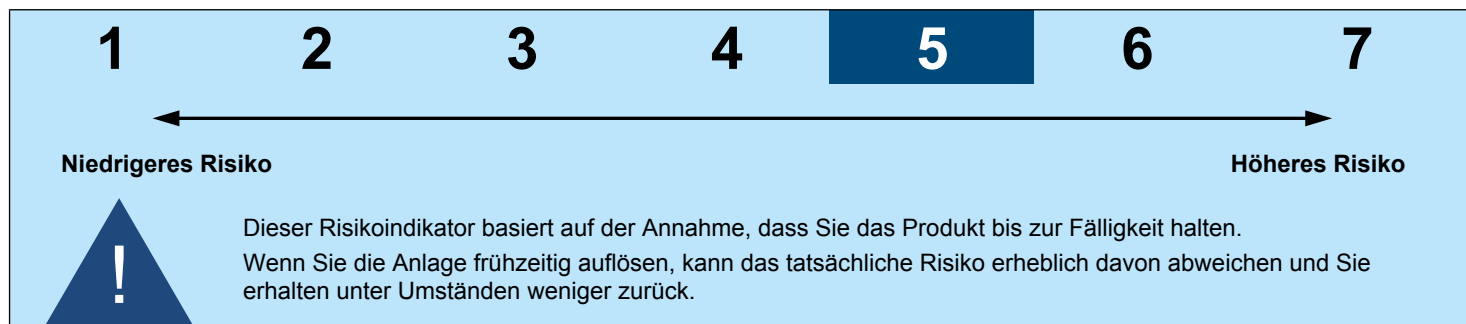 1 2 3 4 5 6 7
Niedrigeres Risiko Höheres Risiko
!
Dieser Risikoindikator basiert auf der Annahme, dass Sie das Produkt bis zur Fälligkeit halten.
Wenn Sie die Anlage frühzeitig auflösen, kann das tatsächliche Risiko erheblich davon abweichen und Sie
erhalten unter Umständen weniger zurück.